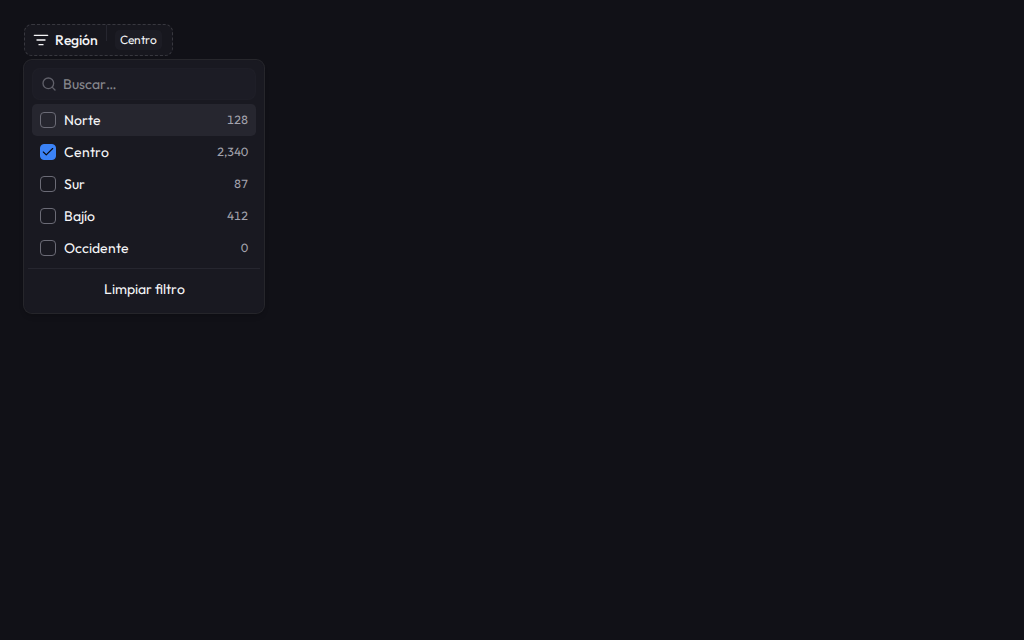 Región Centro
Buscar...
Norte 128
Centro 2,340
Sur 87
Bajío 412
Occidente 0
Limpiar filtro